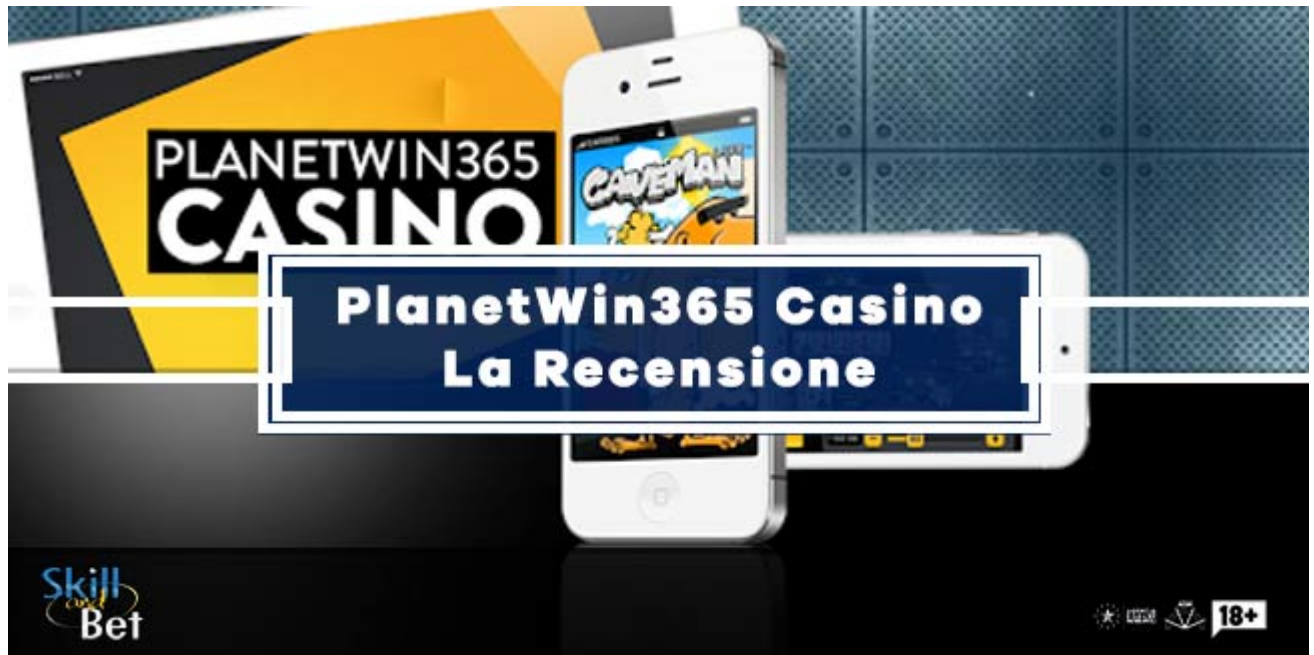 PLANETWIN365
CASINO
CAVEMAN
PlanetWin365 Casino
La Recensione
Skill
and
Bet
18+